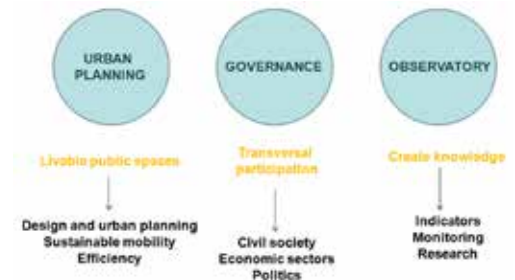 URBAN
PLANNING
GOVERNANCE
OBSERVATORY
Livable public spaces
Transversal
participation
Create knowledge
Design and urban planning
Sustainable mobility
Efficiency
Civil society
Economic sectors
Politics
Indicators
Monitoring
Research